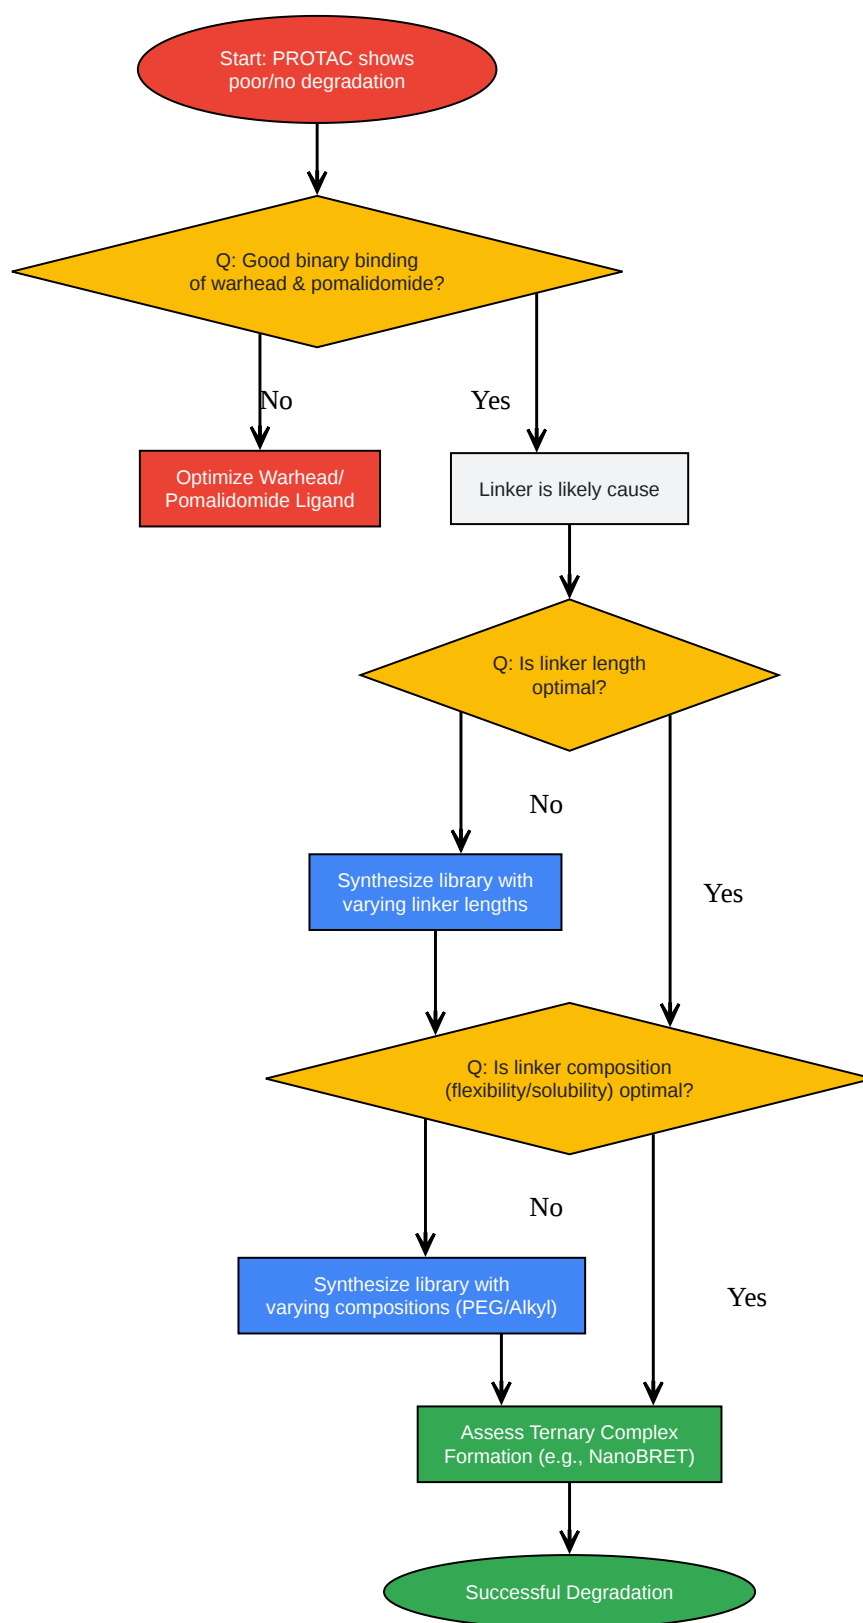 Start: PROTAC shows
poor/no degradation
Q: Good binary binding
of warhead & pomalidomide?
No
Yes
Optimize Warhead/
Pomalidomide Ligand
Linker is likely cause
Q: Is linker length
optimal?
No
Synthesize library with
varying linker lengths
Yes
Q: Is linker composition
(flexibility/solubility) optimal?
No
Synthesize library with
varying compositions (PEG/Alkyl)
Yes
Assess Ternary Complex
Formation (e.g., NanoBRET)
Successful Degradation